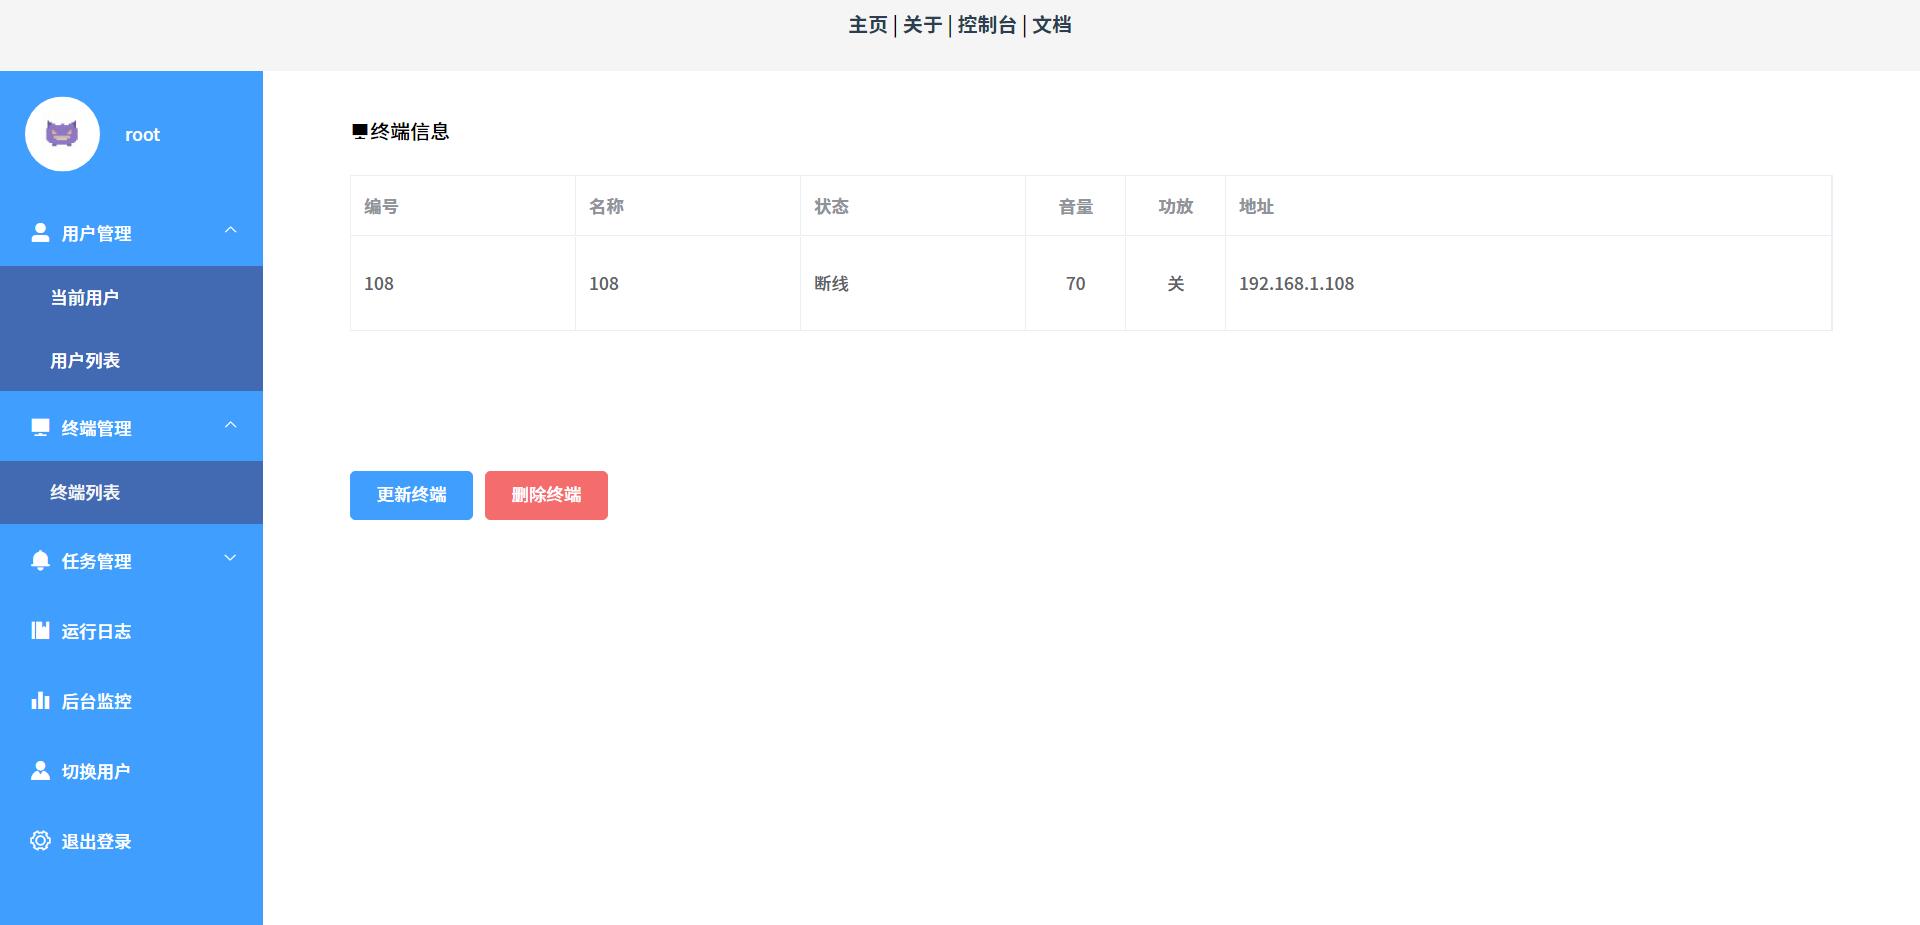 主页 | 关于 | 控制台 | 文档
root
用户管理
当前用户
用户列表
终端管理
终端列表
任务管理
运行日志
后台监控
切换用户
退出登录
终端信息
编号 名称 状态 音量 功放 地址
108 108 断线 70 关 192.168.1.108
更新终端 删除终端